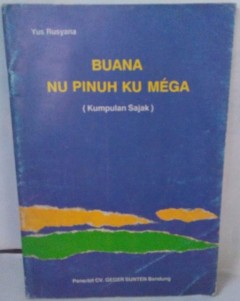 Yus Rusyana
BUANA
NU PINUH KU MÉGA
( Kumpulan Sajak )
Penerbit CV. GEGER SUNTEN Bandung